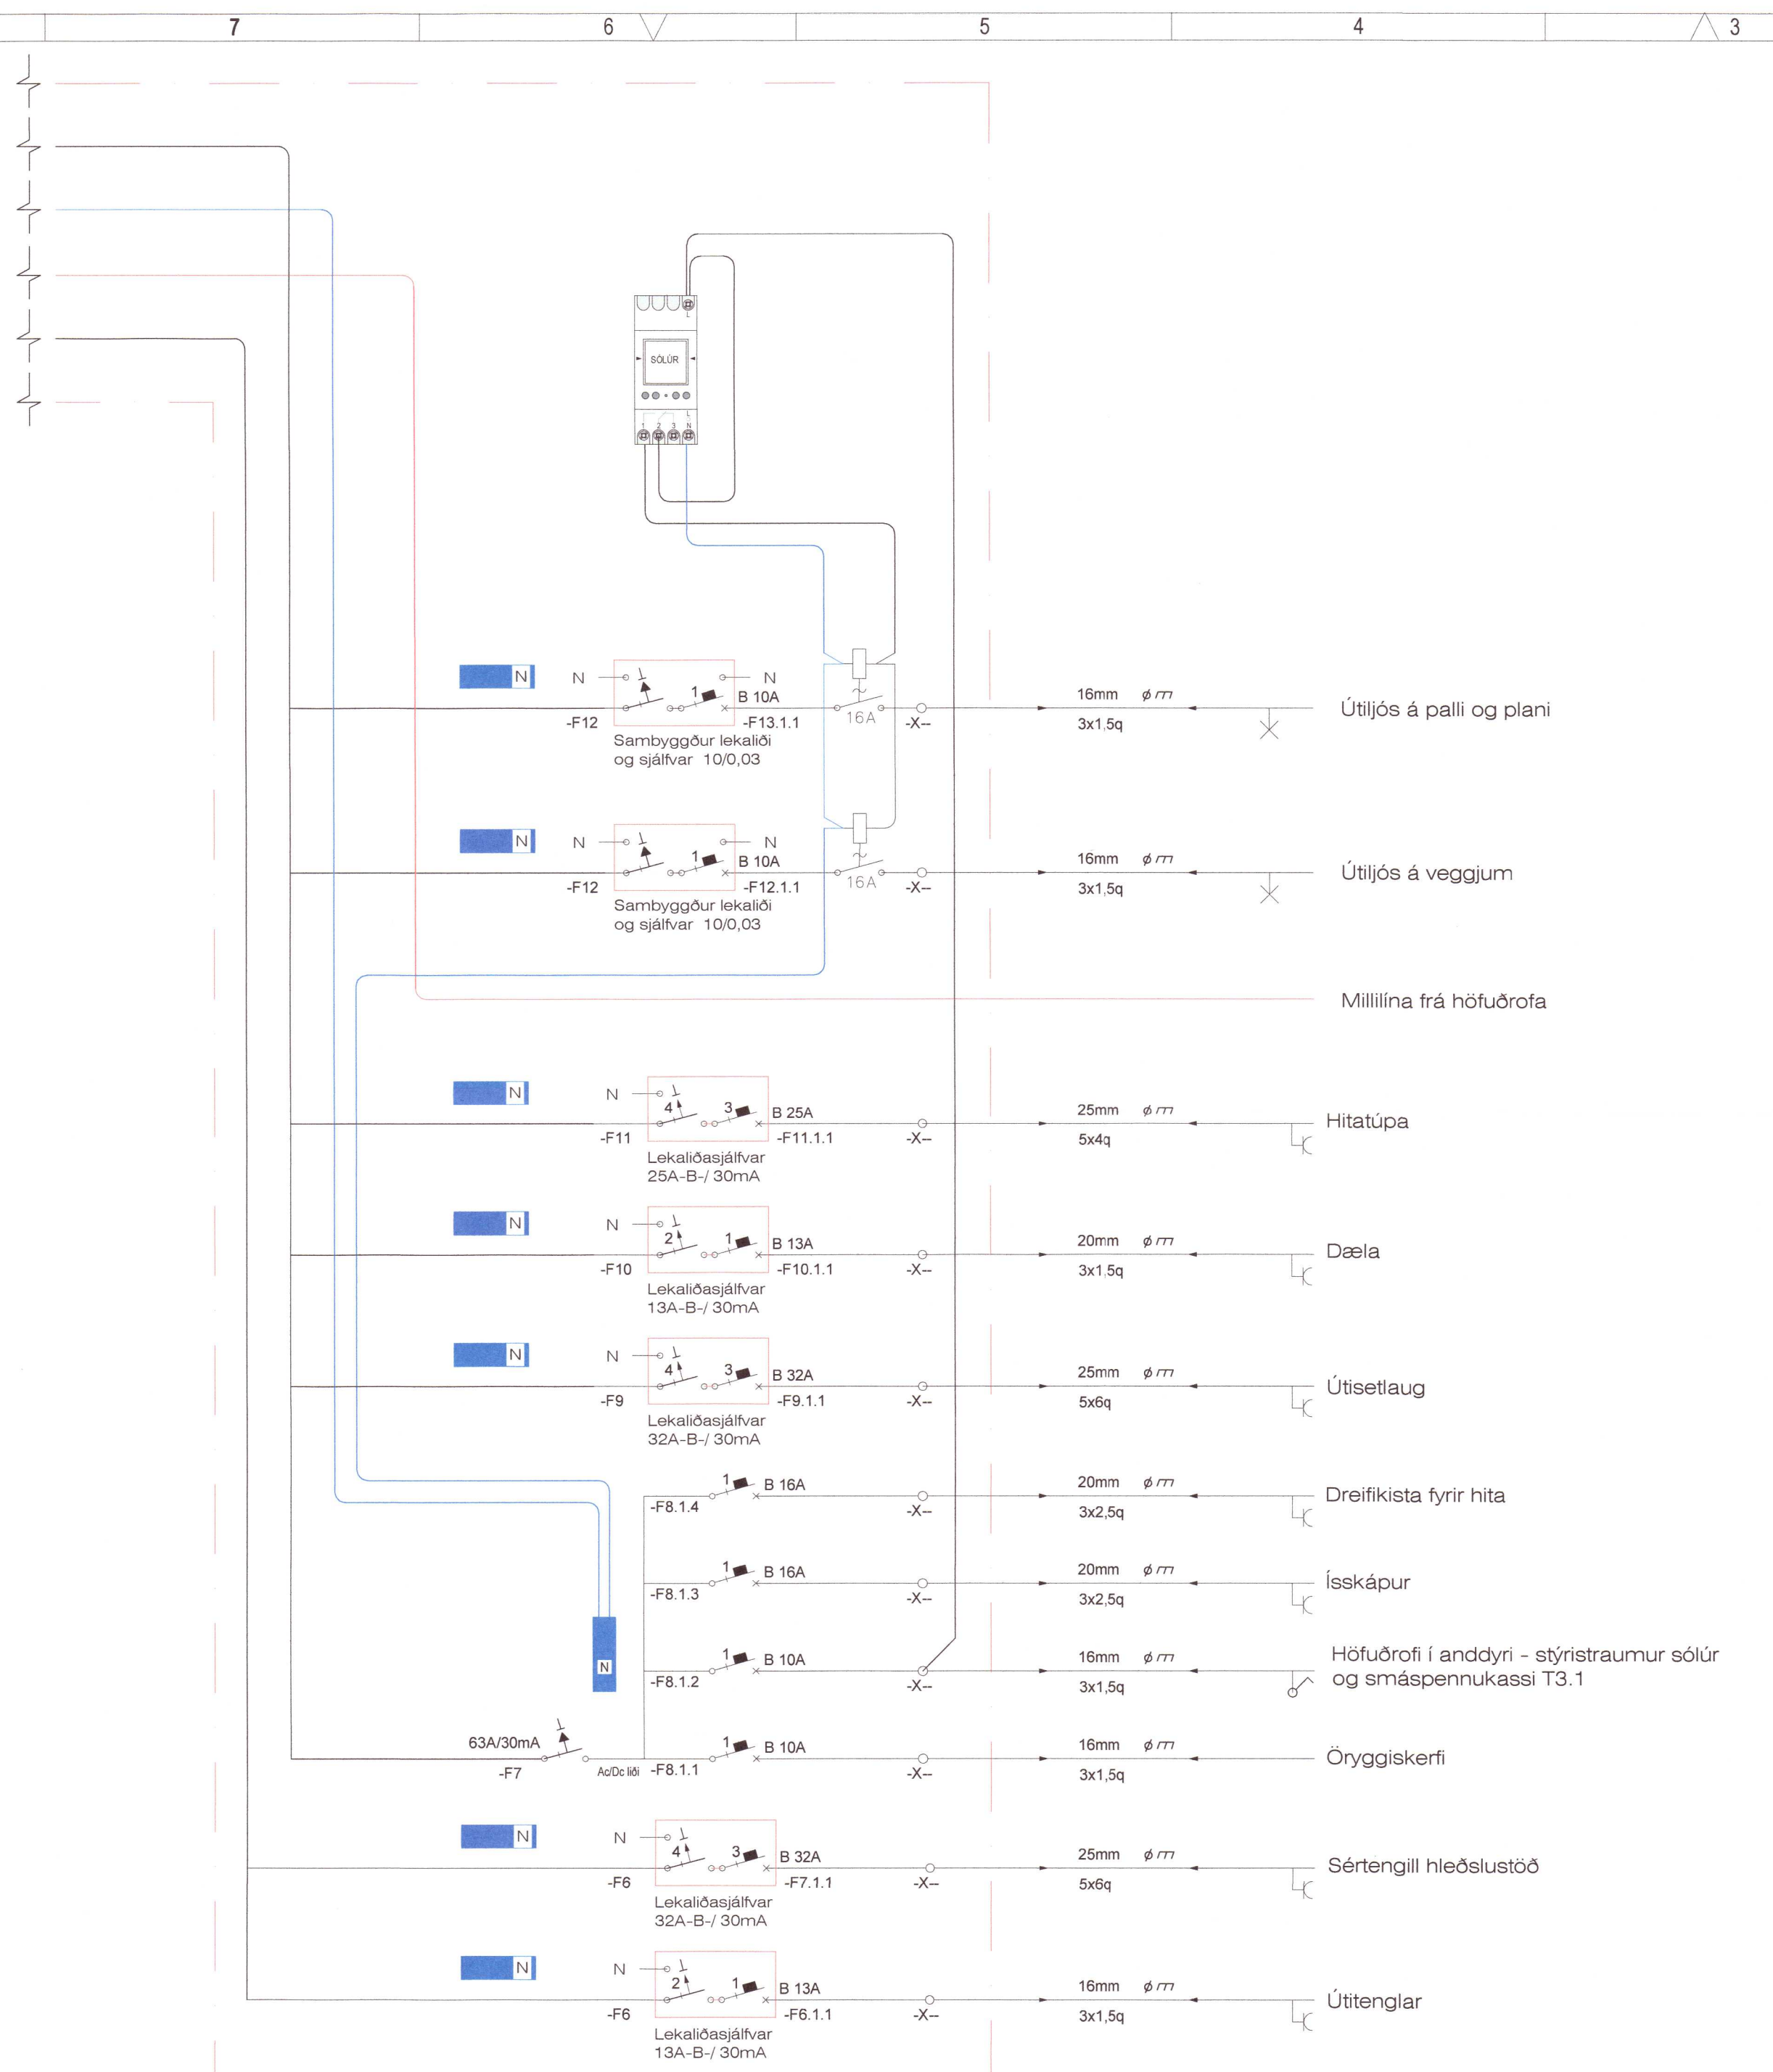 7 6 5 4 3
L
SÓLÚR
L
1 2 3 N
N N N
1 B 10A 16mm ø
-F12 -F13.1.1 16A -X-- 3x1,5q Útiljós á palli og plani
Sambyggður lekaliði
og sjálfvar 10/0,03
N N N
1 B 10A 16mm ø
-F12 -F12.1.1 16A -X-- 3x1,5q Útiljós á veggjum
Sambyggður lekaliði
og sjálfvar 10/0,03
Millilína frá höfuðrofa
N N
4 3 B 25A 25mm ø
-F11 -F11.1.1 -X-- 5x4q Hitatúpa
Lekaliðasjálfvar
25A-B-/ 30mA
N N
2 1 B 13A 20mm ø
-F10 -F10.1.1 -X-- 3x1,5q Dæla
Lekaliðasjálfvar
13A-B-/ 30mA
N N
4 3 B 32A 25mm ø
-F9 -F9.1.1 -X-- 5x6q Útisetlaug
Lekaliðasjálfvar
32A-B-/ 30mA
1 B 16A 20mm ø
-F8.1.4 -X-- 3x2,5q Dreifikista fyrir hita
1 B 16A 20mm ø
-F8.1.3 -X-- 3x2,5q Ísskápur
N
1 B 10A 16mm ø Höfuðrofi í anddyri - stýristraumur sólúr
-F8.1.2 -X-- 3x1,5q og smáspennukassi T3.1
63A/30mA 1 B 10A 16mm ø
-F7 Ac/Dc liði -F8.1.1 -X-- 3x1,5q Öryggiskerfi
N N
4 3 B 32A 25mm ø
-F6 -F7.1.1 -X-- 5x6q Sértengill hleðslustöð
Lekaliðasjálfvar
32A-B-/ 30mA
N N
2 1 B 13A 16mm ø
-F6 -F6.1.1 -X-- 3x1,5q Útitenglar
Lekaliðasjálfvar
13A-B-/ 30mA